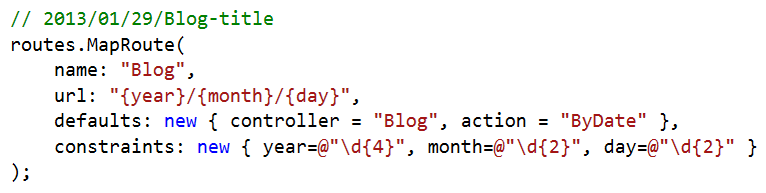 // 2013/01/29/Blog-title
routes.MapRoute(
    name: "Blog",
    url: "{year}/{month}/{day}",
    defaults: new { controller = "Blog", action = "ByDate" },
    constraints: new { year=@"\d{4}", month=@"\d{2}", day=@"\d{2}" }
);